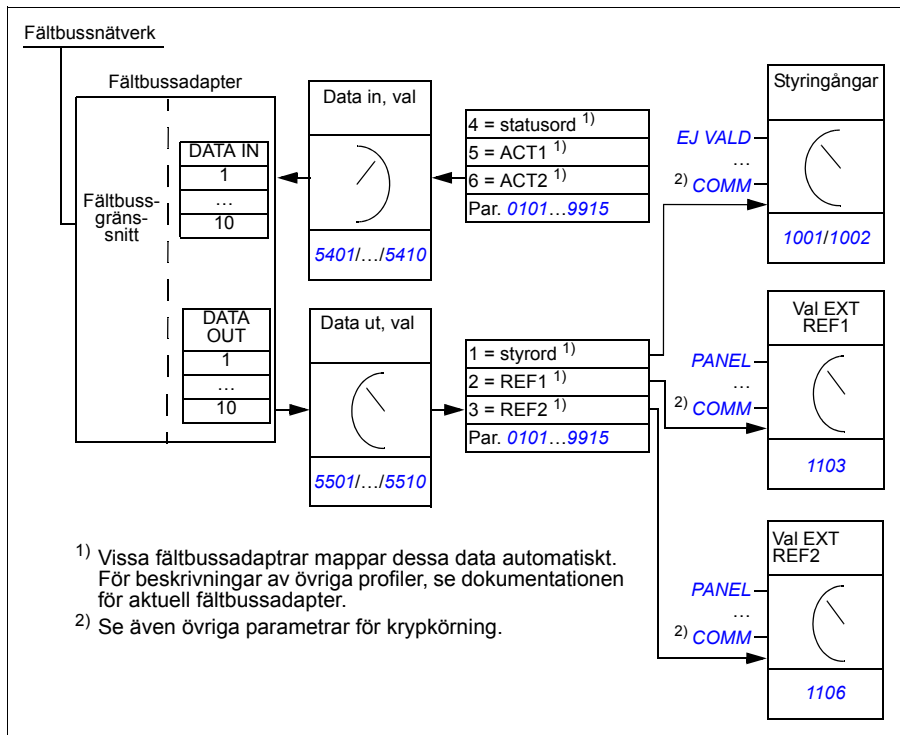 Fältbussnätverk
Fältbussadapter
Fältbuss-
gräns-
snitt
DATA IN
1
…
10
DATA
OUT
1
…
10
Data in, val
5401/…/5410
Data ut, val
5501/…/5510
4 = statusord 1)
5 = ACT1 1)
6 = ACT2 1)
Par. 0101…9915
1 = styrord 1)
2 = REF1 1)
3 = REF2 1)
Par. 0101…9915
Styringångar
EJ VALD
…
2) COMM
1001/1002
Val EXT
REF1
PANEL
…
2) COMM
1103
Val EXT
REF2
PANEL
…
2) COMM
1106
1) Vissa fältbussadaptrar mappar dessa data automatiskt.
För beskrivningar av övriga profiler, se dokumentationen
för aktuell fältbussadapter.
2) Se även övriga parametrar för krypkörning.